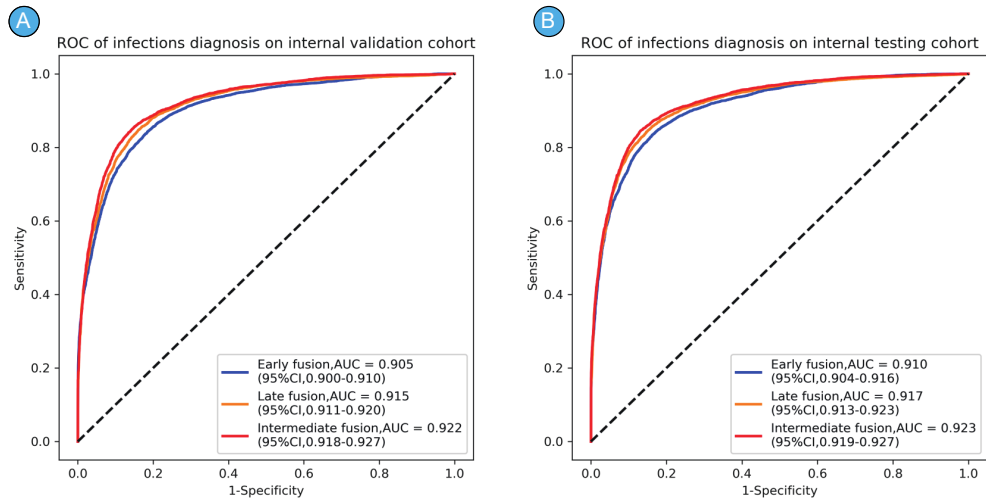 A
ROC of infections diagnosis on internal validation cohort
1.0
0.8
0.6
0.4
0.2
0.0
Sensitivity
0.0 0.2 0.4 0.6 0.8 1.0
1-Specificity
Early fusion,AUC = 0.905
(95%CI,0.900-0.910)
Late fusion,AUC = 0.915
(95%CI,0.911-0.920)
Intermediate fusion,AUC = 0.922
(95%CI,0.918-0.927)
B
ROC of infections diagnosis on internal testing cohort
1.0
0.8
0.6
0.4
0.2
0.0
Sensitivity
0.0 0.2 0.4 0.6 0.8 1.0
1-Specificity
Early fusion,AUC = 0.910
(95%CI,0.904-0.916)
Late fusion,AUC = 0.917
(95%CI,0.913-0.923)
Intermediate fusion,AUC = 0.923
(95%CI,0.919-0.927)